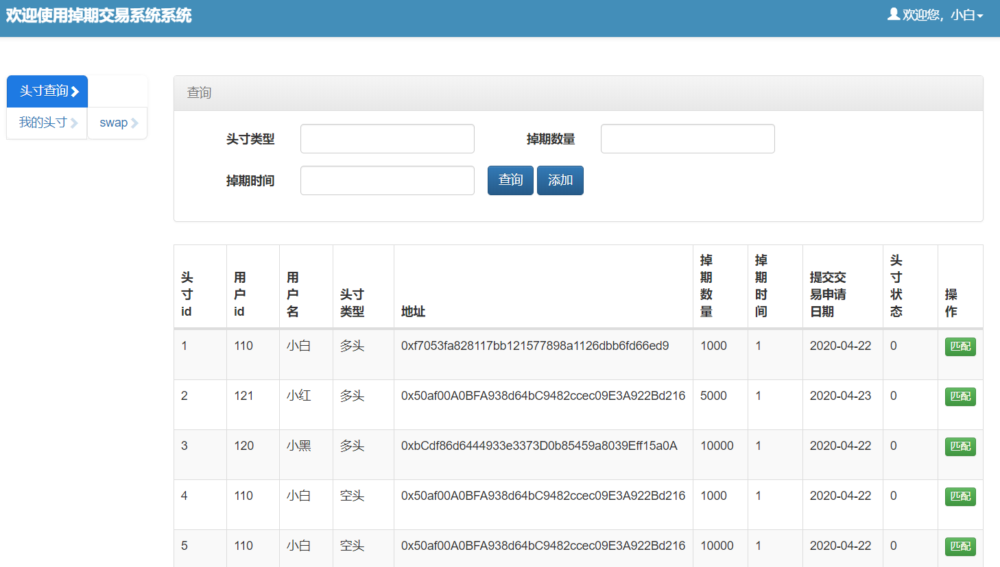 欢迎使用掉期交易系统系统
欢迎您，小白
头寸查询
我的头寸 swap
查询
头寸类型 掉期数量
掉期时间 查询 添加
头寸id 用户id 用户名 头寸类型 地址 掉期数量 掉期时间 提交交易申请日期 头寸状态 操作
1 110 小白 多头 0xf7053fa828117bb121577898a1126dbb6fd66ed9 1000 1 2020-04-22 0 匹配
2 121 小红 多头 0x50af00A0BFA938d64bC9482ccec09E3A922Bd216 5000 1 2020-04-23 0 匹配
3 120 小黑 多头 0xbCdf86d6444933e3373D0b85459a8039Eff15a0A 10000 1 2020-04-22 0 匹配
4 110 小白 空头 0x50af00A0BFA938d64bC9482ccec09E3A922Bd216 1000 1 2020-04-22 0 匹配
5 110 小白 空头 0x50af00A0BFA938d64bC9482ccec09E3A922Bd216 10000 1 2020-04-22 0 匹配